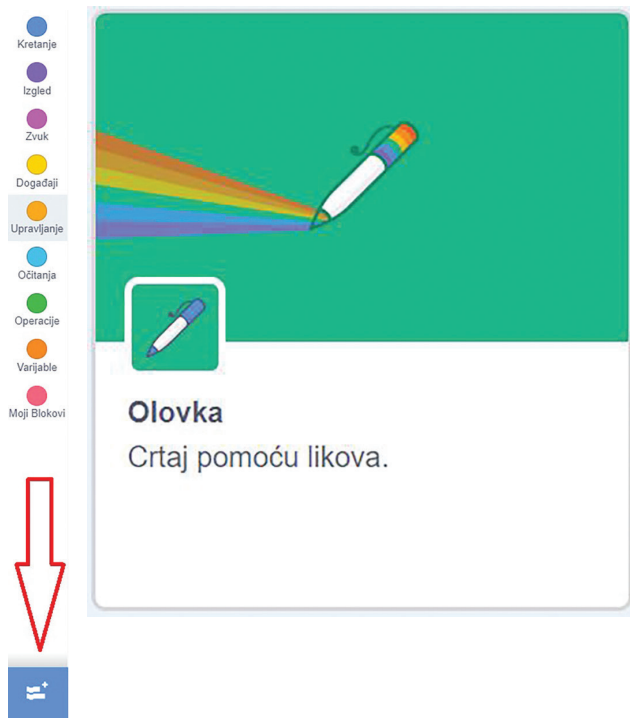 Kretanje
Izgled
Zvuk
Događaji
Upravljanje
Očitanja
Operacije
Varijable
Moji Blokovi
Olovka
Crtaj pomoću likova.